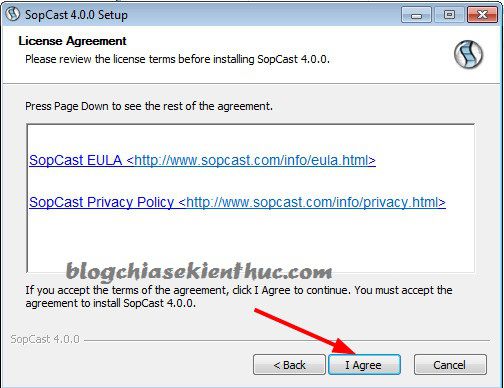 SopCast 4.0.0 Setup
License Agreement
Please review the license terms before installing SopCast 4.0.0.
Press Page Down to see the rest of the agreement.
SopCast EULA <http://www.sopcast.com/info/eula.html>
SopCast Privacy Policy <http://www.sopcast.com/info/privacy.html>
blogchiasekienthuc.com
If you accept the terms of the agreement, click I Agree to continue. You must accept the
agreement to install SopCast 4.0.0.
SopCast 4.0.0
< Back I Agree Cancel